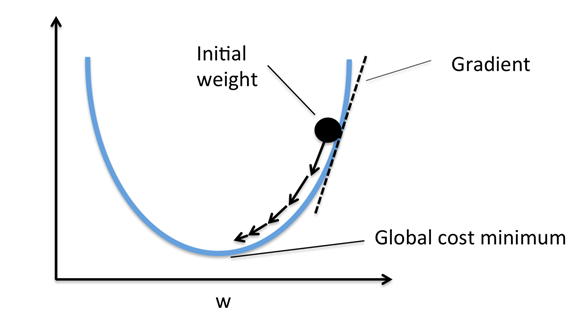 Initial
weight
Gradient
Global cost minimum
w